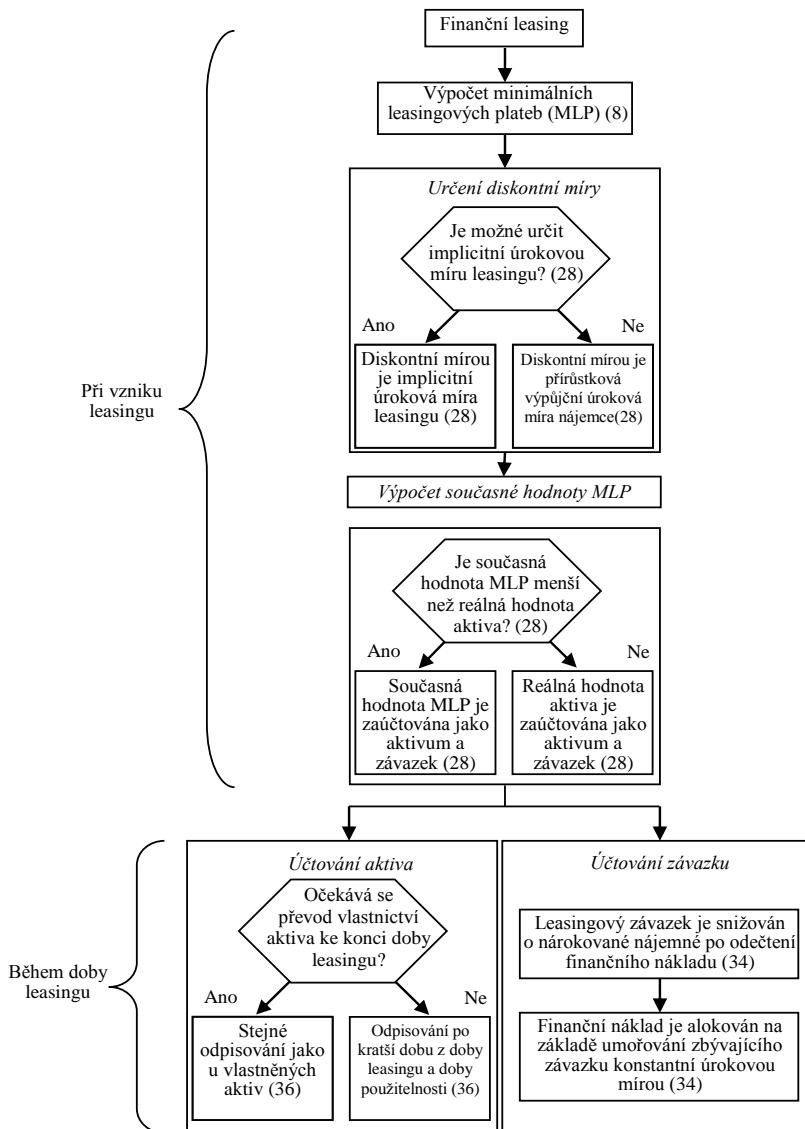 Finanční leasing
Výpočet minimálních
leasingových plateb (MLP) (8)
Určení diskontní míry
Je možné určit
implicitní úrokovou
míru leasingu? (28)
Ano
Ne
Diskontní mírou
je implicitní
úroková míra
leasingu (28)
Diskontní mírou je
přírůstková
výpůjční úroková
míra nájemce(28)
Při vzniku
leasingu
Výpočet současné hodnoty MLP
Je současná
hodnota MLP menší
než reálná hodnota
aktiva? (28)
Ano
Ne
Současná
hodnota MLP je
zaúčtována jako
aktivum a
závazek (28)
Reálná hodnota
aktiva je
zaúčtována jako
aktivum a
závazek (28)
Účtování aktiva
Očekává se
převod vlastnictví
aktiva ke konci doby
leasingu?
Ano
Ne
Stejné
odpisování jako
u vlastněných
aktiv (36)
Odpisování po
kratší dobu z doby
leasingu a doby
použitelnosti (36)
Během doby
leasingu
Účtování závazku
Leasingový závazek je snižován
o nárokované nájemné po odečtení
finančního nákladu (34)
Finanční náklad je alokován na
základě umořování zbývajícího
závazku konstantní úrokovou
mírou (34)